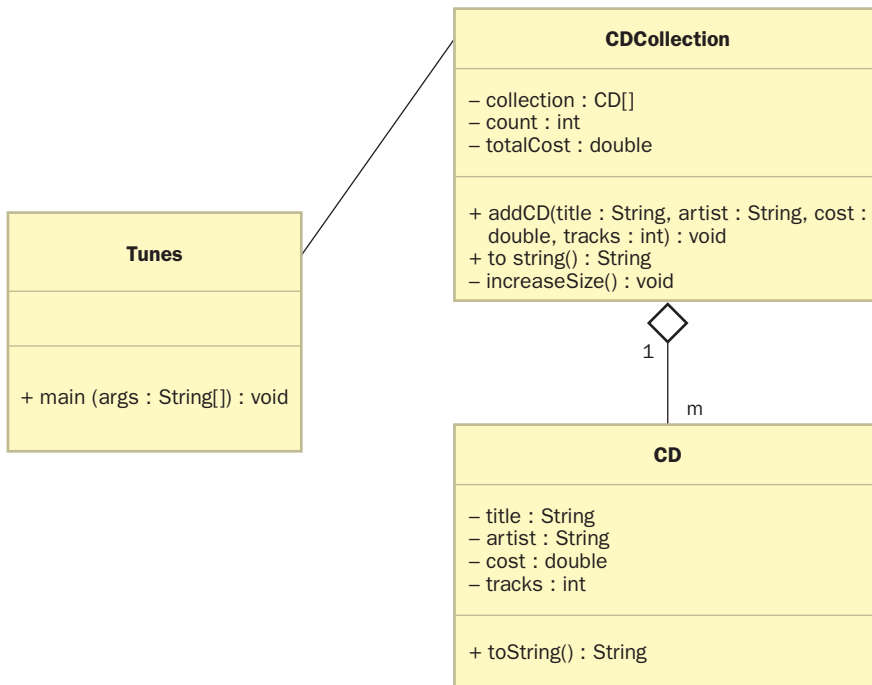 CDCollection
– collection : CD[]
– count : int
– totalCost : double
+ addCD(title : String, artist : String, cost :
double, tracks : int) : void
+ to string() : String
– increaseSize() : void
Tunes
+ main (args : String[]) : void
1
m
CD
– title : String
– artist : String
– cost : double
– tracks : int
+ toString() : String